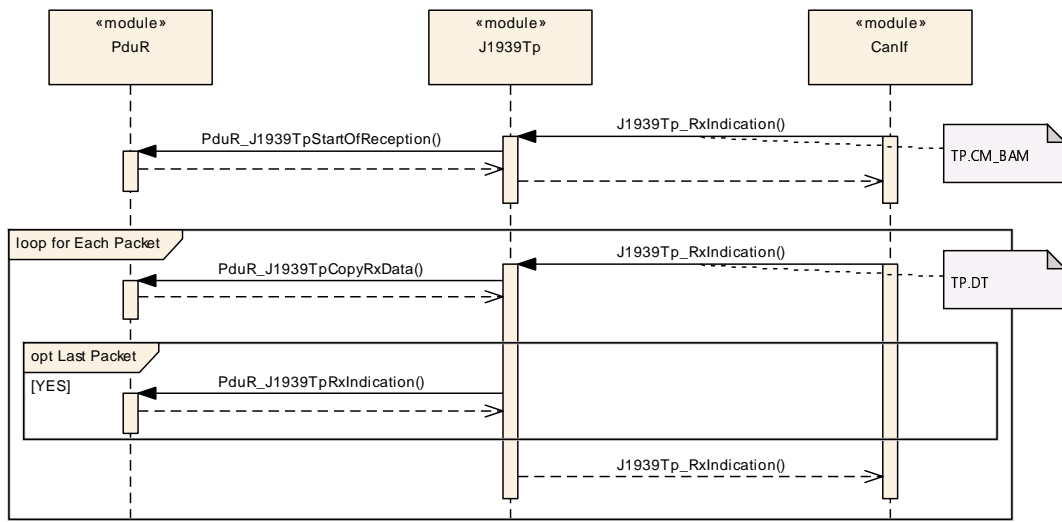 «module»
PduR
«module»
J1939Tp
«module»
CanIf
J1939Tp_RxIndication()
PduR_J1939TpStartOfReception()
TP.CM_BAM
loop for Each Packet
J1939Tp_RxIndication()
PduR_J1939TpCopyRxData()
TP.DT
opt Last Packet
[YES]
PduR_J1939TpRxIndication()
J1939Tp_RxIndication()